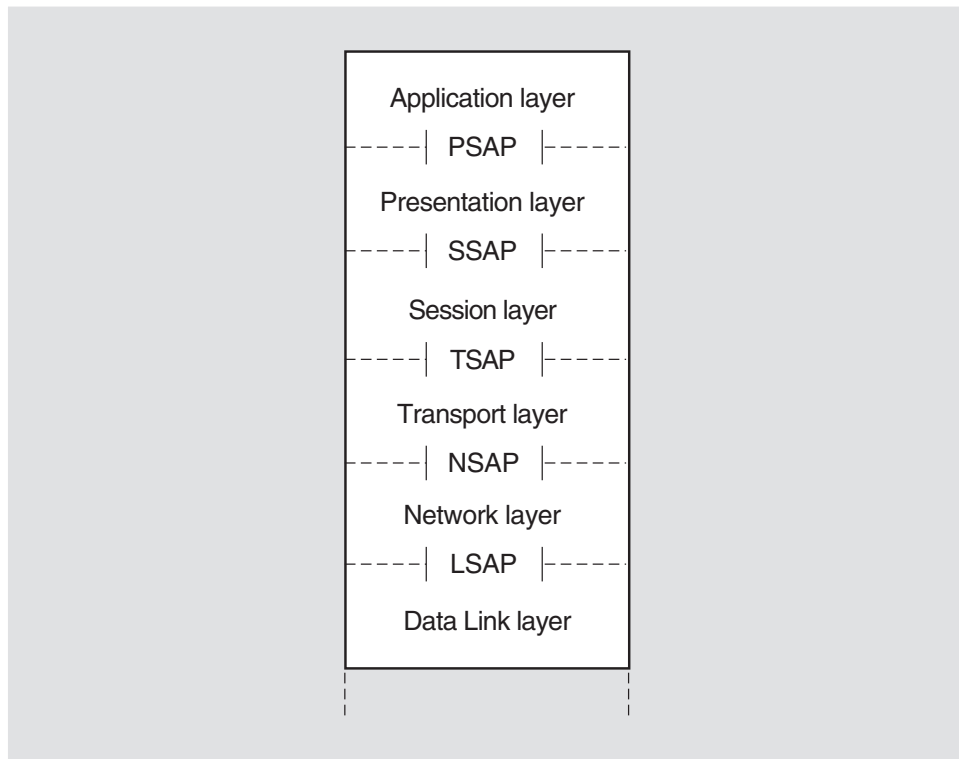 Application layer
PSAP
Presentation layer
SSAP
Session layer
TSAP
Transport layer
NSAP
Network layer
LSAP
Data Link layer